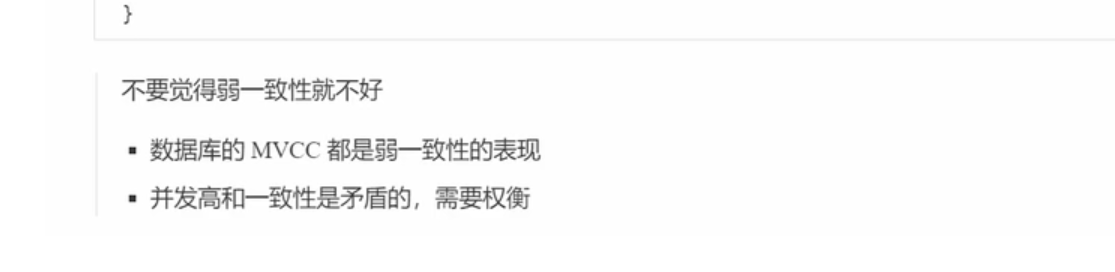 }
不要觉得弱一致性就不好
▪ 数据库的 MVCC 都是弱一致性的表现
▪ 并发高和一致性是矛盾的，需要权衡